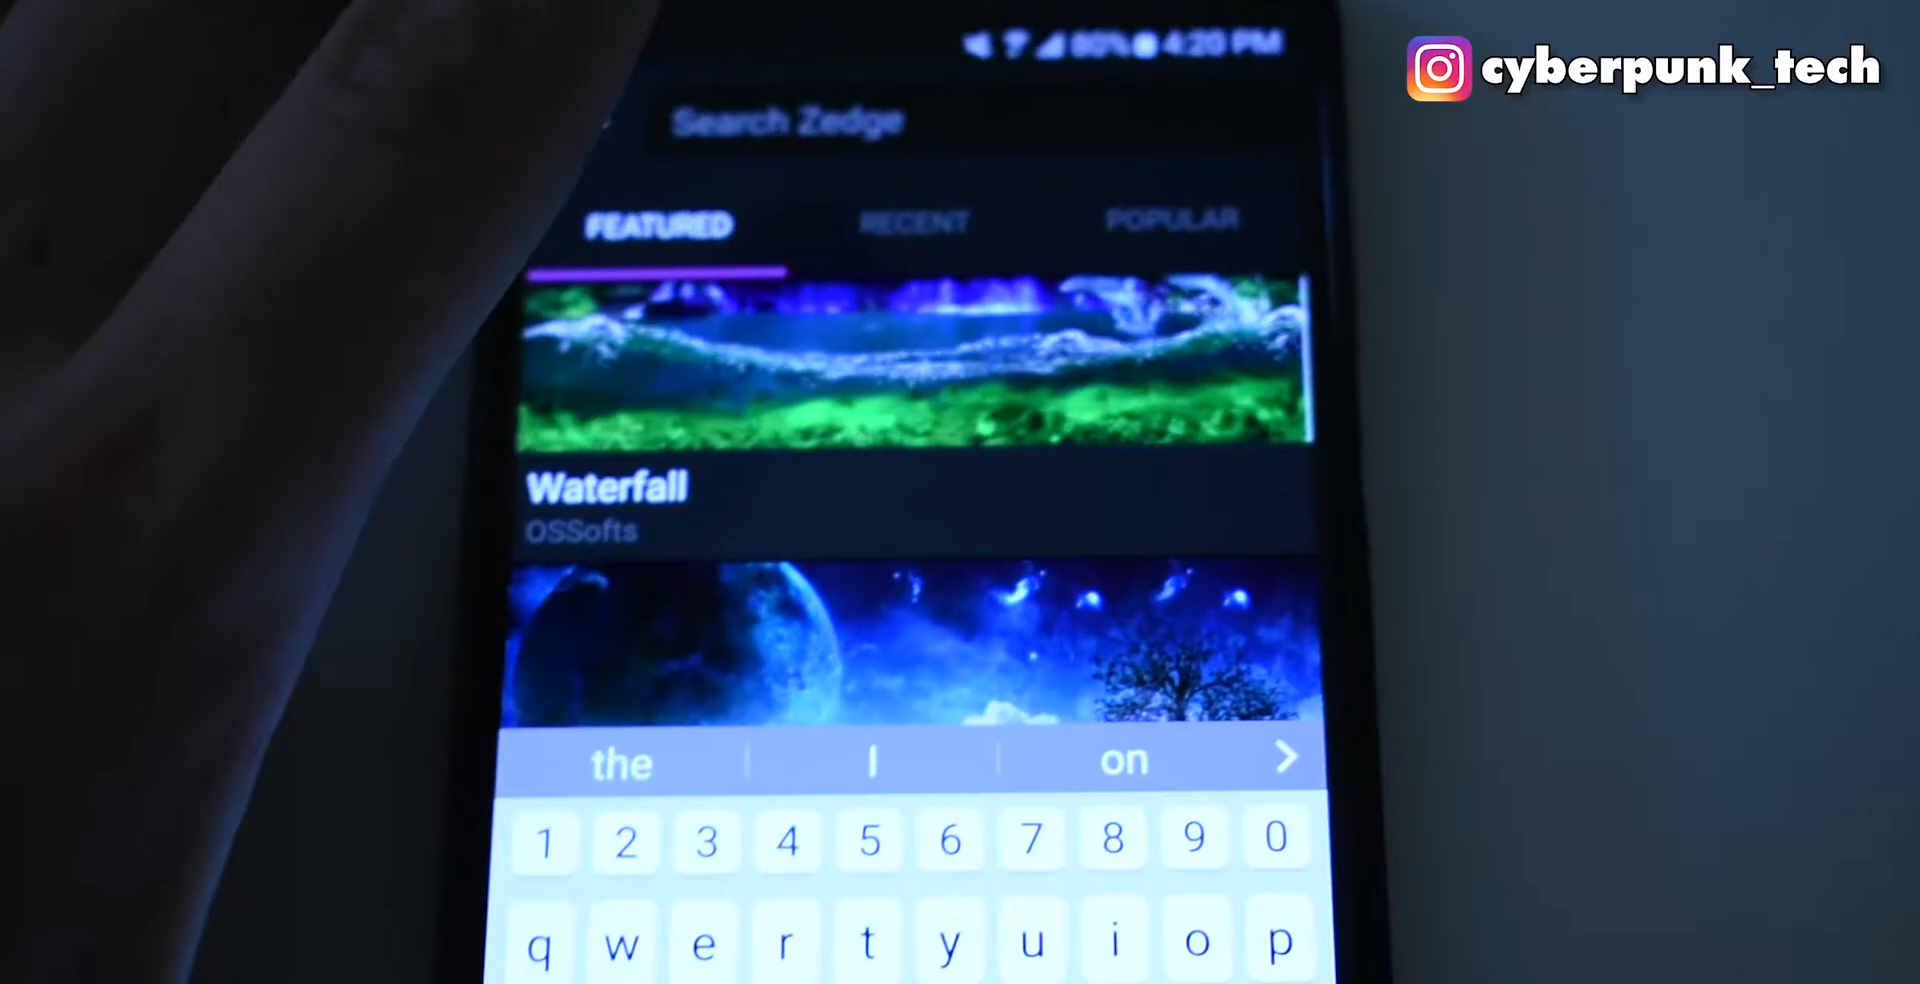 80% 4:20 PM
cyberpunk_tech
Search Zedge
FEATURED RECENT POPULAR
Waterfall
OSSofts
the I on >
1 2 3 4 5 6 7 8 9 0
q w e r t y u i o p